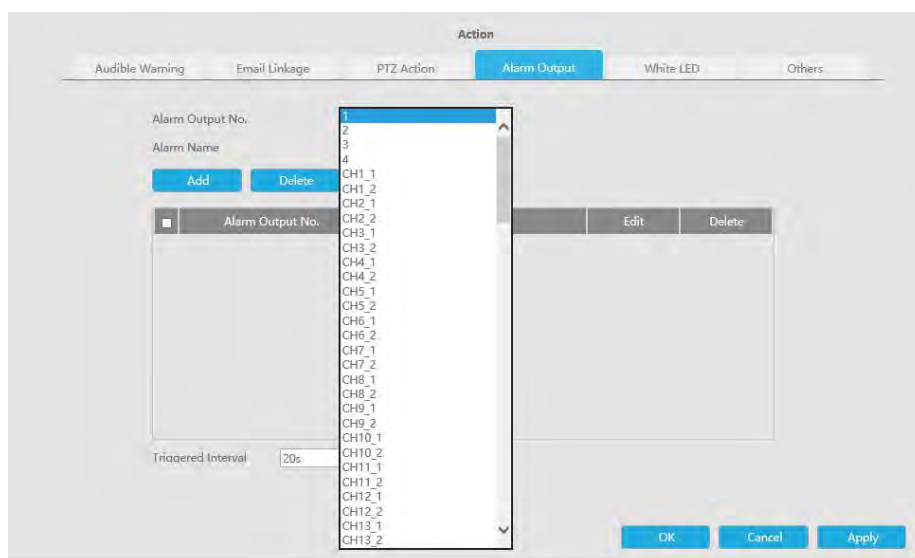 Action
Audible Warning Email Linkage PTZ Action Alarm Output White LED Others
Alarm Output No.
Alarm Name
Add Delete
Alarm Output No. Edit Delete
1
2
3
4
CH1_1
CH1_2
CH2_1
CH2_2
CH3_1
CH3_2
CH4_1
CH4_2
CH5_1
CH5_2
CH6_1
CH6_2
CH7_1
CH7_2
CH8_1
CH8_2
CH9_1
CH9_2
CH10_1
CH10_2
CH11_1
CH11_2
CH12_1
CH12_2
CH13_1
CH13_2
Triggered Interval 20s
OK Cancel Apply